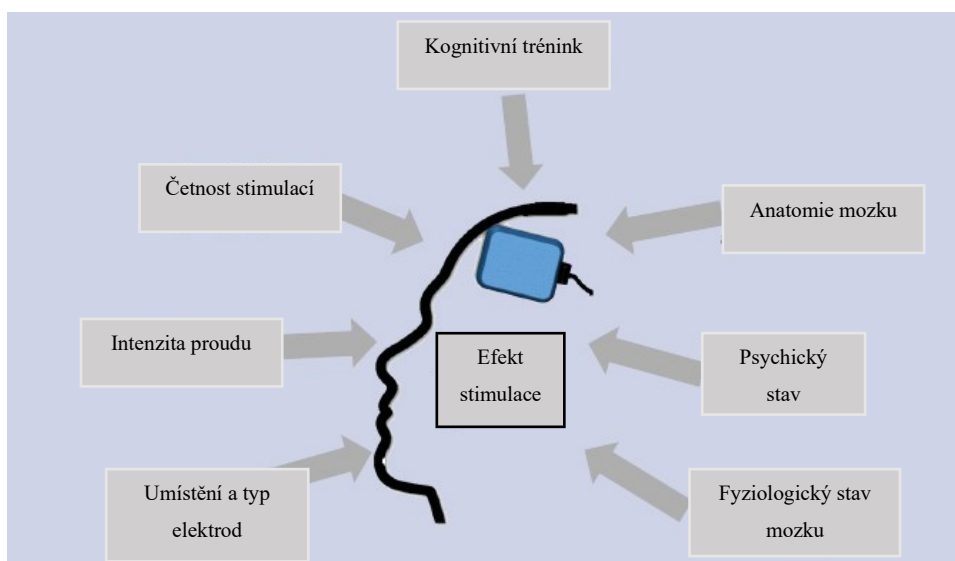 Kognitivní trénink
Četnost stimulací
Anatomie mozku
Intenzita proudu
Efekt
stimulace
Psychický
stav
Umístění a typ
elektrod
Fyziologický stav
mozku